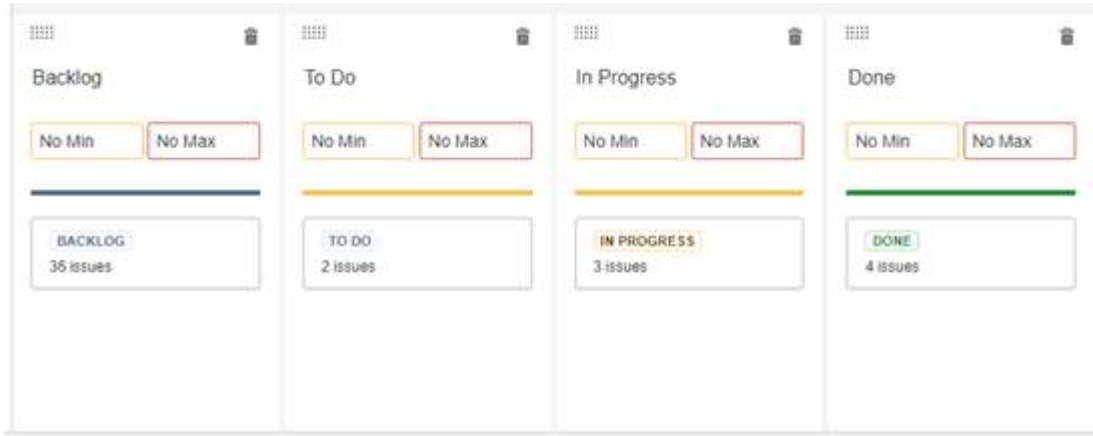 Backlog
To Do
In Progress
Done
No Min No Max
No Min No Max
No Min No Max
No Min No Max
BACKLOG
36 issues
TO DO
2 issues
IN PROGRESS
3 issues
DONE
4 issues